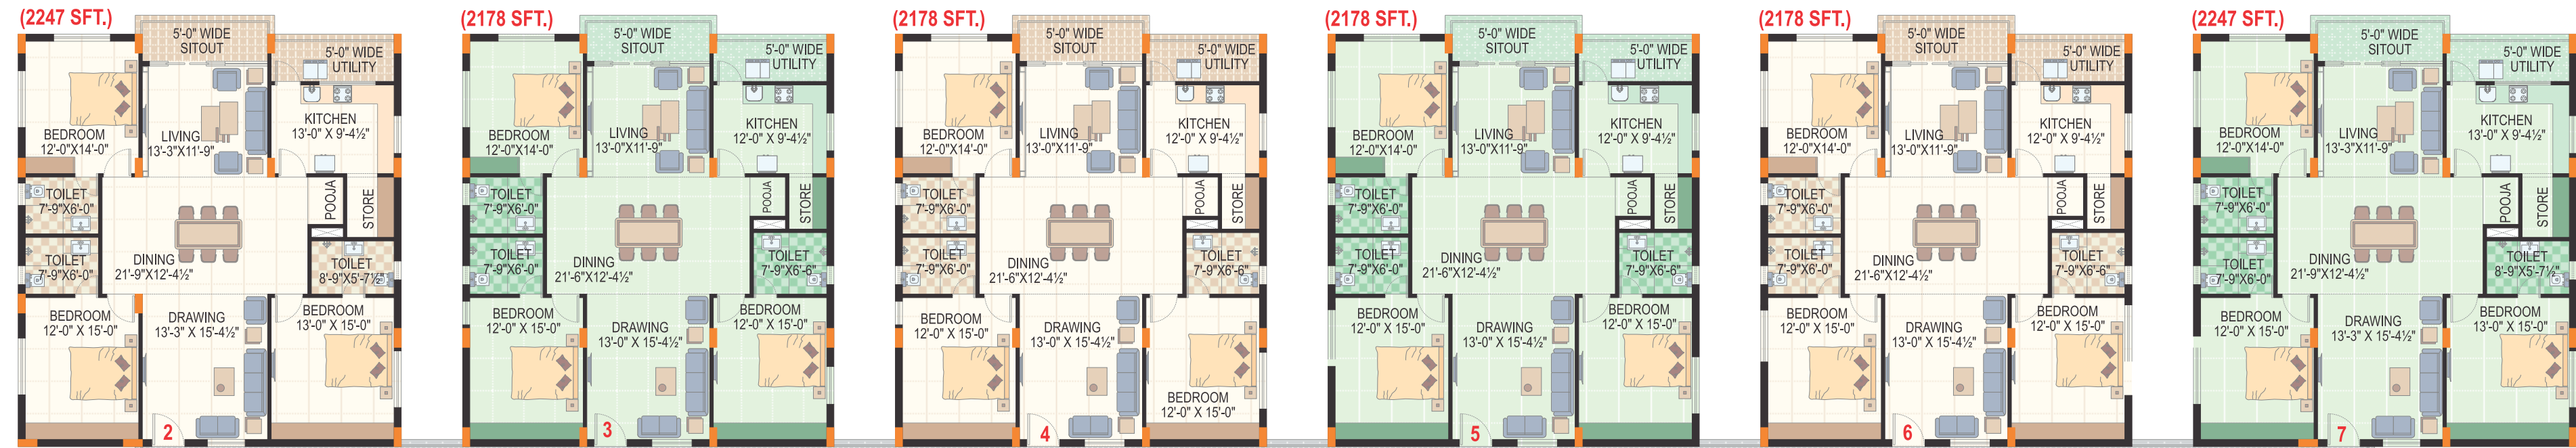 (2247 SFT.)
5'-0" WIDE
SITOUT
5'-0" WIDE
UTILITY
BEDROOM
12'-0"X14'-0"
LIVING
13'-3"X11'-9"
KITCHEN
13'-0" X 9'-4½"
TOILET
7'-9"X6'-0"
POOJA
STORE
TOILET
7'-9"X6'-0"
DINING
21'-9"X12'-4½"
TOILET
8'-9"X5'-7½"
BEDROOM
12'-0" X 15'-0"
DRAWING
13'-3" X 15'-4½"
BEDROOM
13'-0" X 15'-0"
2
(2178 SFT.)
5'-0" WIDE
SITOUT
5'-0" WIDE
UTILITY
BEDROOM
12'-0"X14'-0"
LIVING
13'-0"X11'-9"
KITCHEN
12'-0" X 9'-4½"
TOILET
7'-9"X6'-0"
POOJA
STORE
TOILET
7'-9"X6'-0"
DINING
21'-6"X12'-4½"
TOILET
7'-9"X6'-6"
BEDROOM
12'-0" X 15'-0"
DRAWING
13'-0" X 15'-4½"
BEDROOM
12'-0" X 15'-0"
3
(2178 SFT.)
5'-0" WIDE
SITOUT
5'-0" WIDE
UTILITY
BEDROOM
12'-0"X14'-0"
LIVING
13'-0"X11'-9"
KITCHEN
12'-0" X 9'-4½"
TOILET
7'-9"X6'-0"
POOJA
STORE
TOILET
7'-9"X6'-0"
DINING
21'-6"X12'-4½"
TOILET
7'-9"X6'-6"
BEDROOM
12'-0" X 15'-0"
DRAWING
13'-0" X 15'-4½"
BEDROOM
12'-0" X 15'-0"
4
(2178 SFT.)
5'-0" WIDE
SITOUT
5'-0" WIDE
UTILITY
BEDROOM
12'-0"X14'-0"
LIVING
13'-0"X11'-9"
KITCHEN
12'-0" X 9'-4½"
TOILET
7'-9"X6'-0"
POOJA
STORE
TOILET
7'-9"X6'-0"
DINING
21'-6"X12'-4½"
TOILET
7'-9"X6'-6"
BEDROOM
12'-0" X 15'-0"
DRAWING
13'-0" X 15'-4½"
BEDROOM
12'-0" X 15'-0"
5
(2178 SFT.)
5'-0" WIDE
SITOUT
5'-0" WIDE
UTILITY
BEDROOM
12'-0"X14'-0"
LIVING
13'-0"X11'-9"
KITCHEN
12'-0" X 9'-4½"
TOILET
7'-9"X6'-0"
POOJA
STORE
TOILET
7'-9"X6'-0"
DINING
21'-6"X12'-4½"
TOILET
7'-9"X6'-6"
BEDROOM
12'-0" X 15'-0"
DRAWING
13'-0" X 15'-4½"
BEDROOM
12'-0" X 15'-0"
6
(2247 SFT.)
5'-0" WIDE
SITOUT
5'-0" WIDE
UTILITY
BEDROOM
12'-0"X14'-0"
LIVING
13'-3"X11'-9"
KITCHEN
13'-0" X 9'-4½"
TOILET
7'-9"X6'-0"
POOJA
STORE
TOILET
7'-9"X6'-0"
DINING
21'-9"X12'-4½"
TOILET
8'-9"X5'-7½"
BEDROOM
12'-0" X 15'-0"
DRAWING
13'-3" X 15'-4½"
BEDROOM
13'-0" X 15'-0"
7